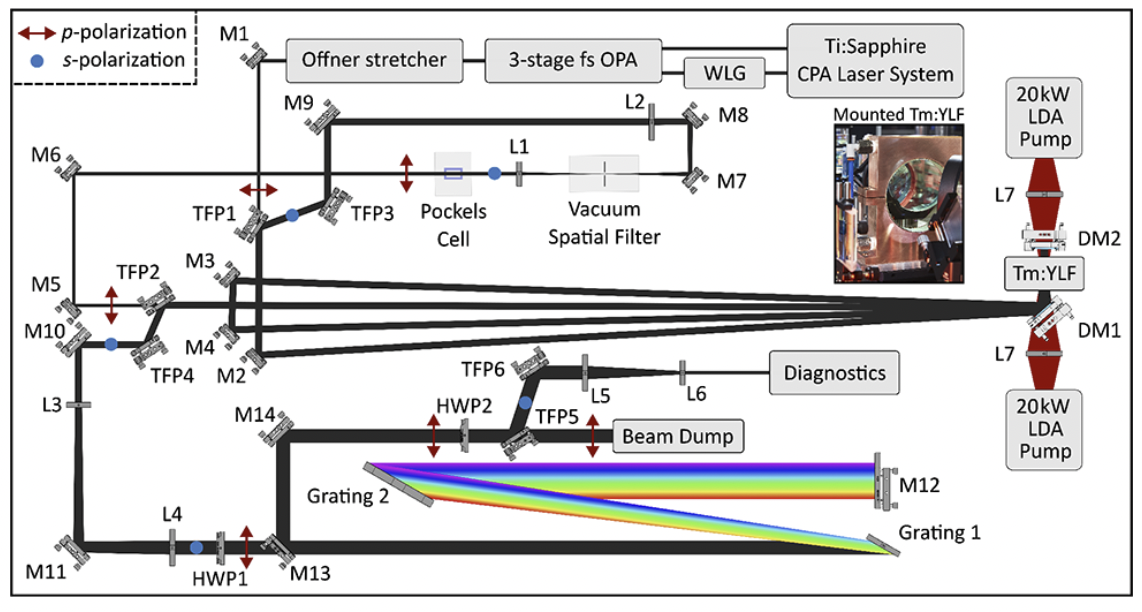 p-polarization
s-polarization
M1
Offner stretcher
3-stage fs OPA
WLG
Ti:Sapphire
CPA Laser System
M9
L2
M8
Mounted Tm:YLF
20kW
LDA
Pump
M6
L1
M7
L7
TFP1
TFP3
Pockels
Cell
Vacuum
Spatial Filter
DM2
M3
Tm:YLF
M5
TFP2
M10
M4
M2
TFP4
DM1
L7
L3
TFP6
L5
L6
Diagnostics
20kW
LDA
Pump
M14
HWP2
TFP5
Beam Dump
Grating 2
M12
L4
Grating 1
M11
HWP1
M13